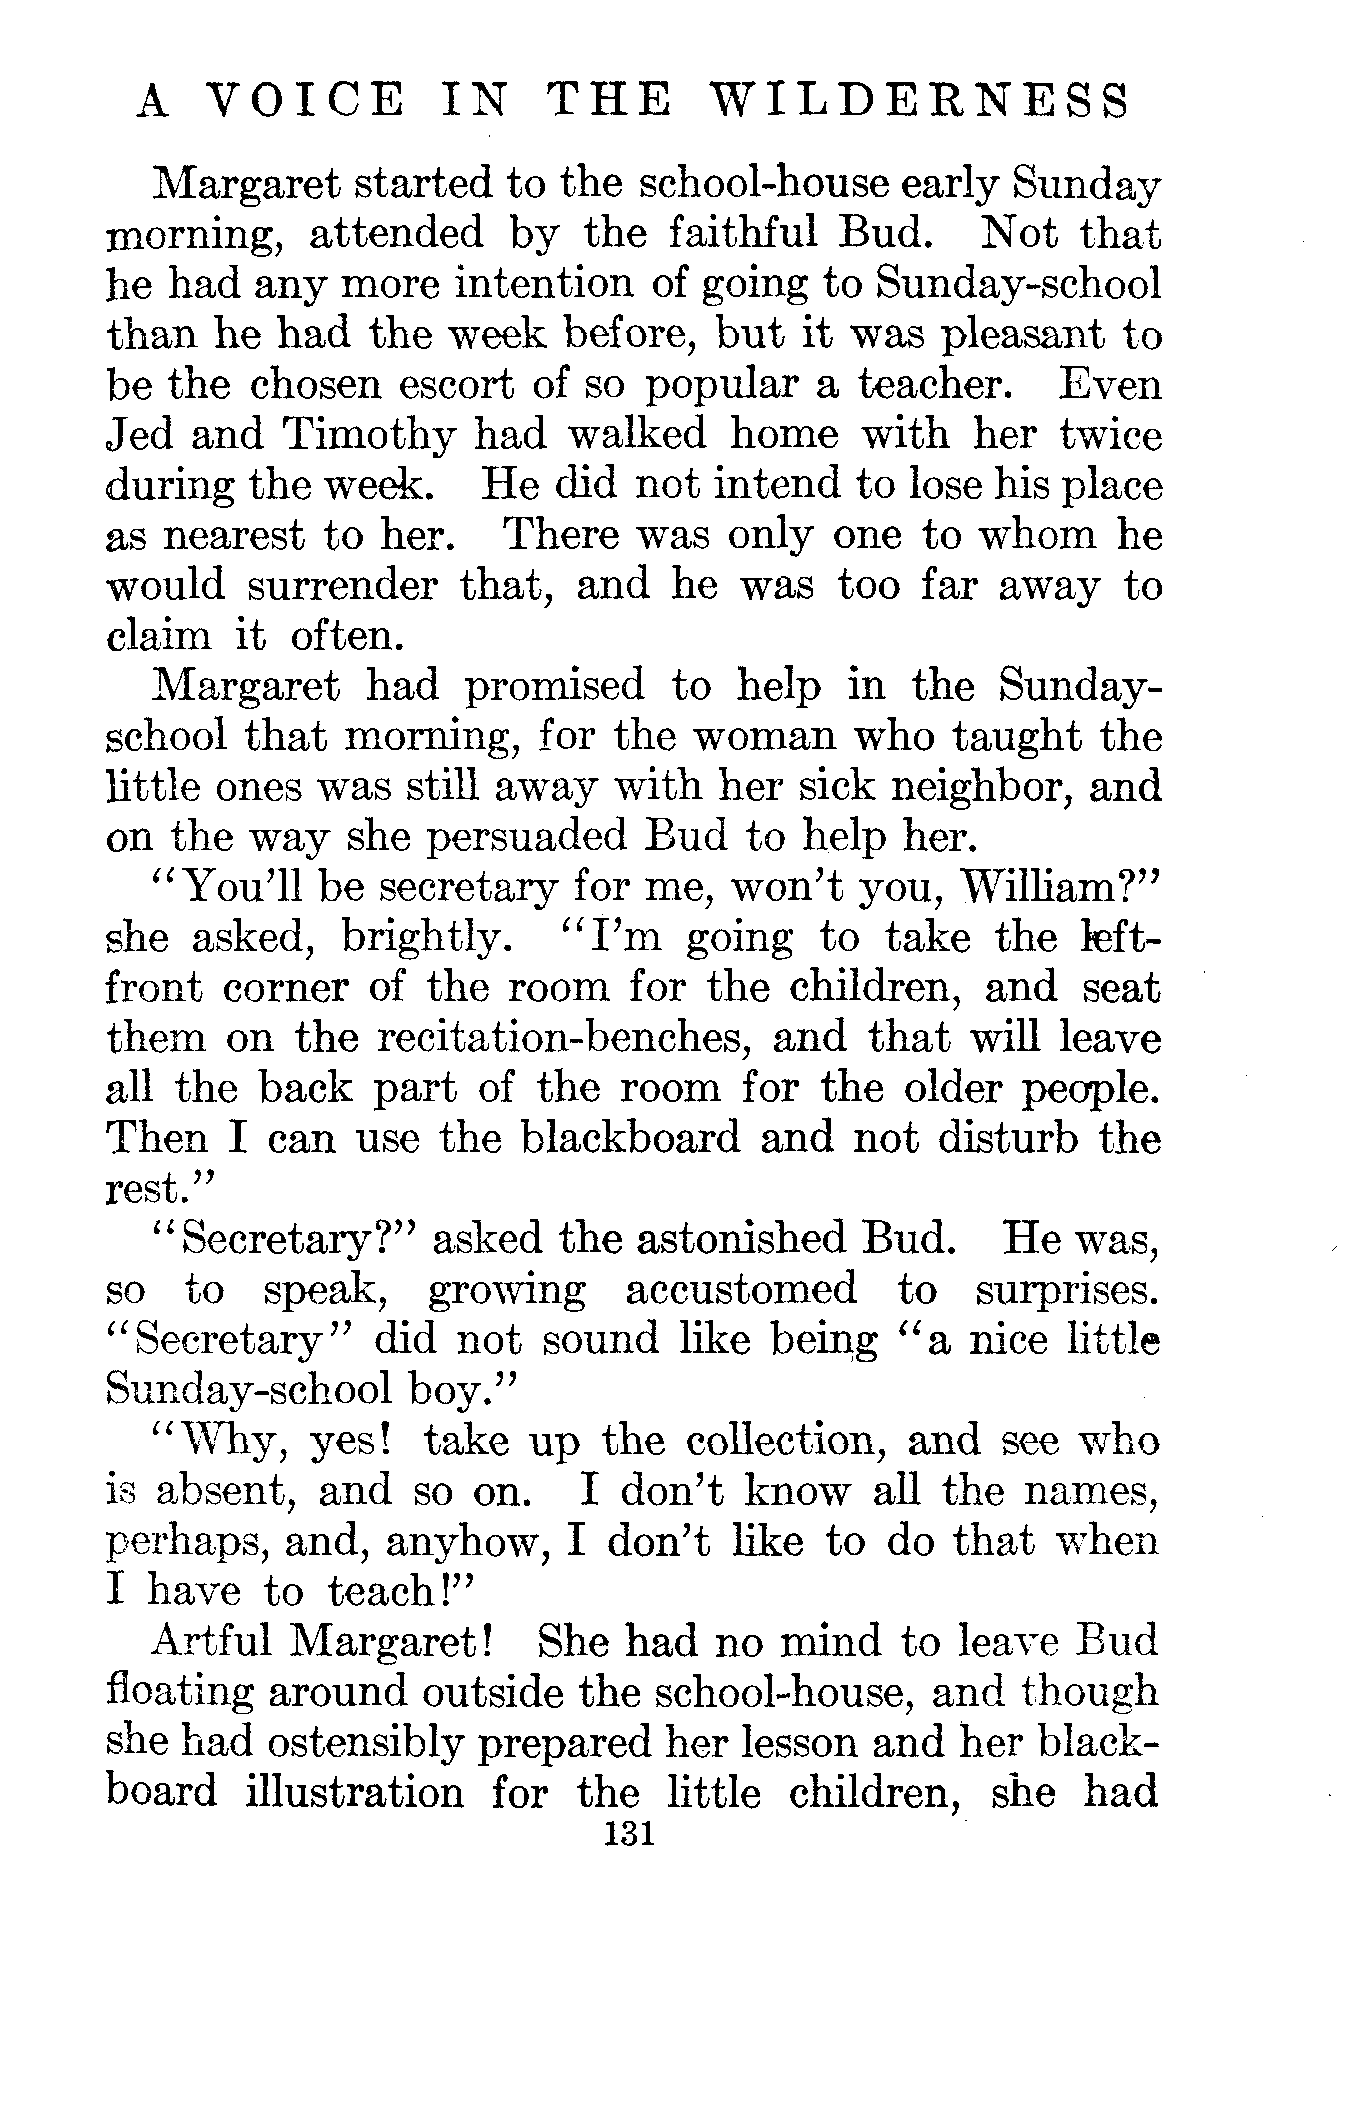 A VOICE IN THE WILDERNESS
Margaret started to the school-house early Sunday
morning, attended by the faithful Bud. Not that
he had any more intention of going to Sunday-school
than he had the week before, but it was pleasant to
be the chosen escort of so popular a teacher. Even
Jed and Timothy had walked home with her twice
during the week. He did not intend to lose his place
as nearest to her. There was only one to whom he
would surrender that, and he was too far away to
claim it often.
Margaret had promised to help in the Sunday-
school that morning, for the woman who taught the
little ones was still away with her sick neighbor, and
on the way she persuaded Bud to help her.
"You'll be secretary for me, won't you, William?"
she asked, brightly. "I'm going to take the left-
front corner of the room for the children, and seat
them on the recitation-benches, and that will leave
all the back part of the room for the older people.
Then I can use the blackboard and not disturb the
rest."
"Secretary?" asked the astonished Bud. He was,
so to speak, growing accustomed to surprises.
"Secretary" did not sound like being "a nice little
Sunday-school boy."
"Why, yes! take up the collection, and see who
is absent, and so on. I don't know all the names,
perhaps, and, anyhow, I don't like to do that when
I have to teach!"
Artful Margaret! She had no mind to leave Bud
floating around outside the school-house, and though
she had ostensibly prepared her lesson and her black-
board illustration for the little children, she had
131